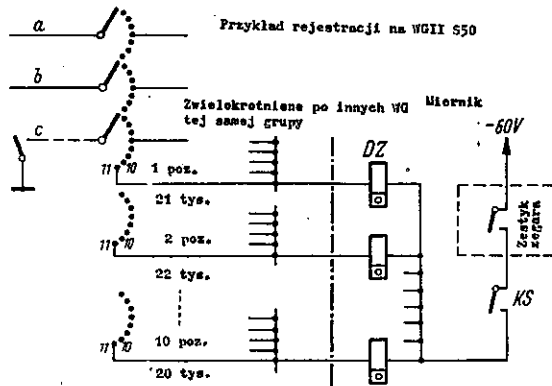 Przykład rejestracji na WGII S50
a
b
c
Zwielokrotnione po innych WG
tej samej grupy
Miernik
-60V
DZ
11 10
1 poz.
21 tys.
11 10
2 poz.
22 tys.
Zestyk
zegara
KS
11 10
10 poz.
20 tys.